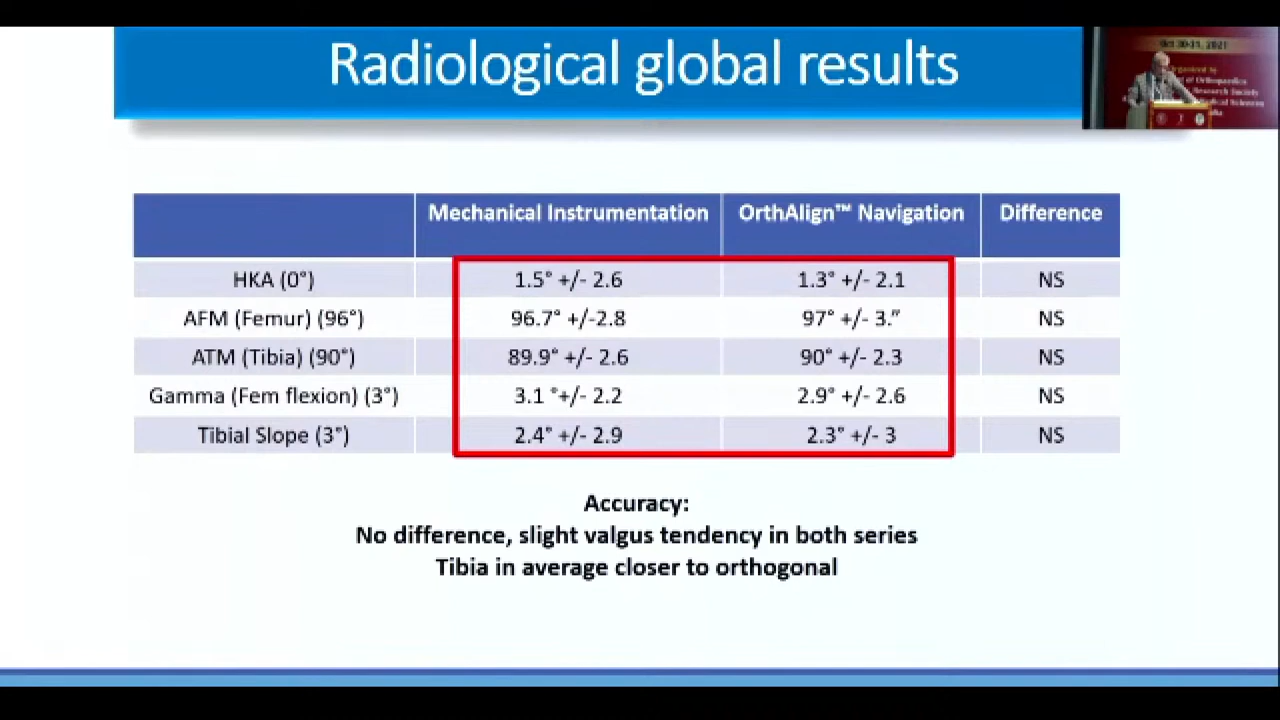 Radiological global results
Oct 30-31, 2021
Mechanical Instrumentation OrthAlign™ Navigation Difference
HKA (0°) 1.5° +/- 2.6 1.3° +/- 2.1 NS
AFM (Femur) (96°) 96.7° +/-2.8 97° +/- 3.” NS
ATM (Tibia) (90°) 89.9° +/- 2.6 90° +/- 2.3 NS
Gamma (Fem flexion) (3°) 3.1 °+/- 2.2 2.9° +/- 2.6 NS
Tibial Slope (3°) 2.4° +/- 2.9 2.3° +/- 3 NS
Accuracy:
No difference, slight valgus tendency in both series
Tibia in average closer to orthogonal